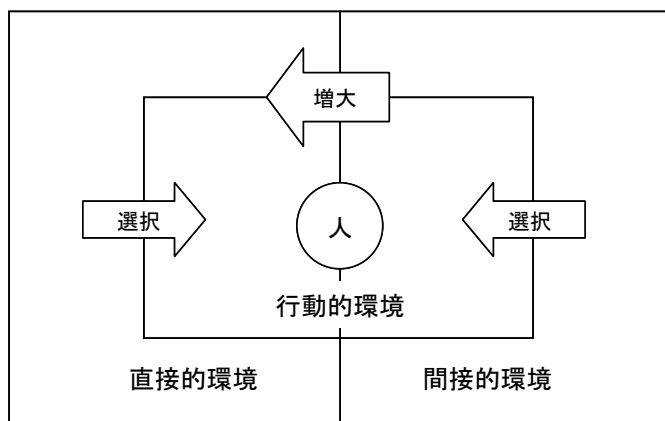 増大
選択
人
選択
行動的環境
直接的環境
間接的環境